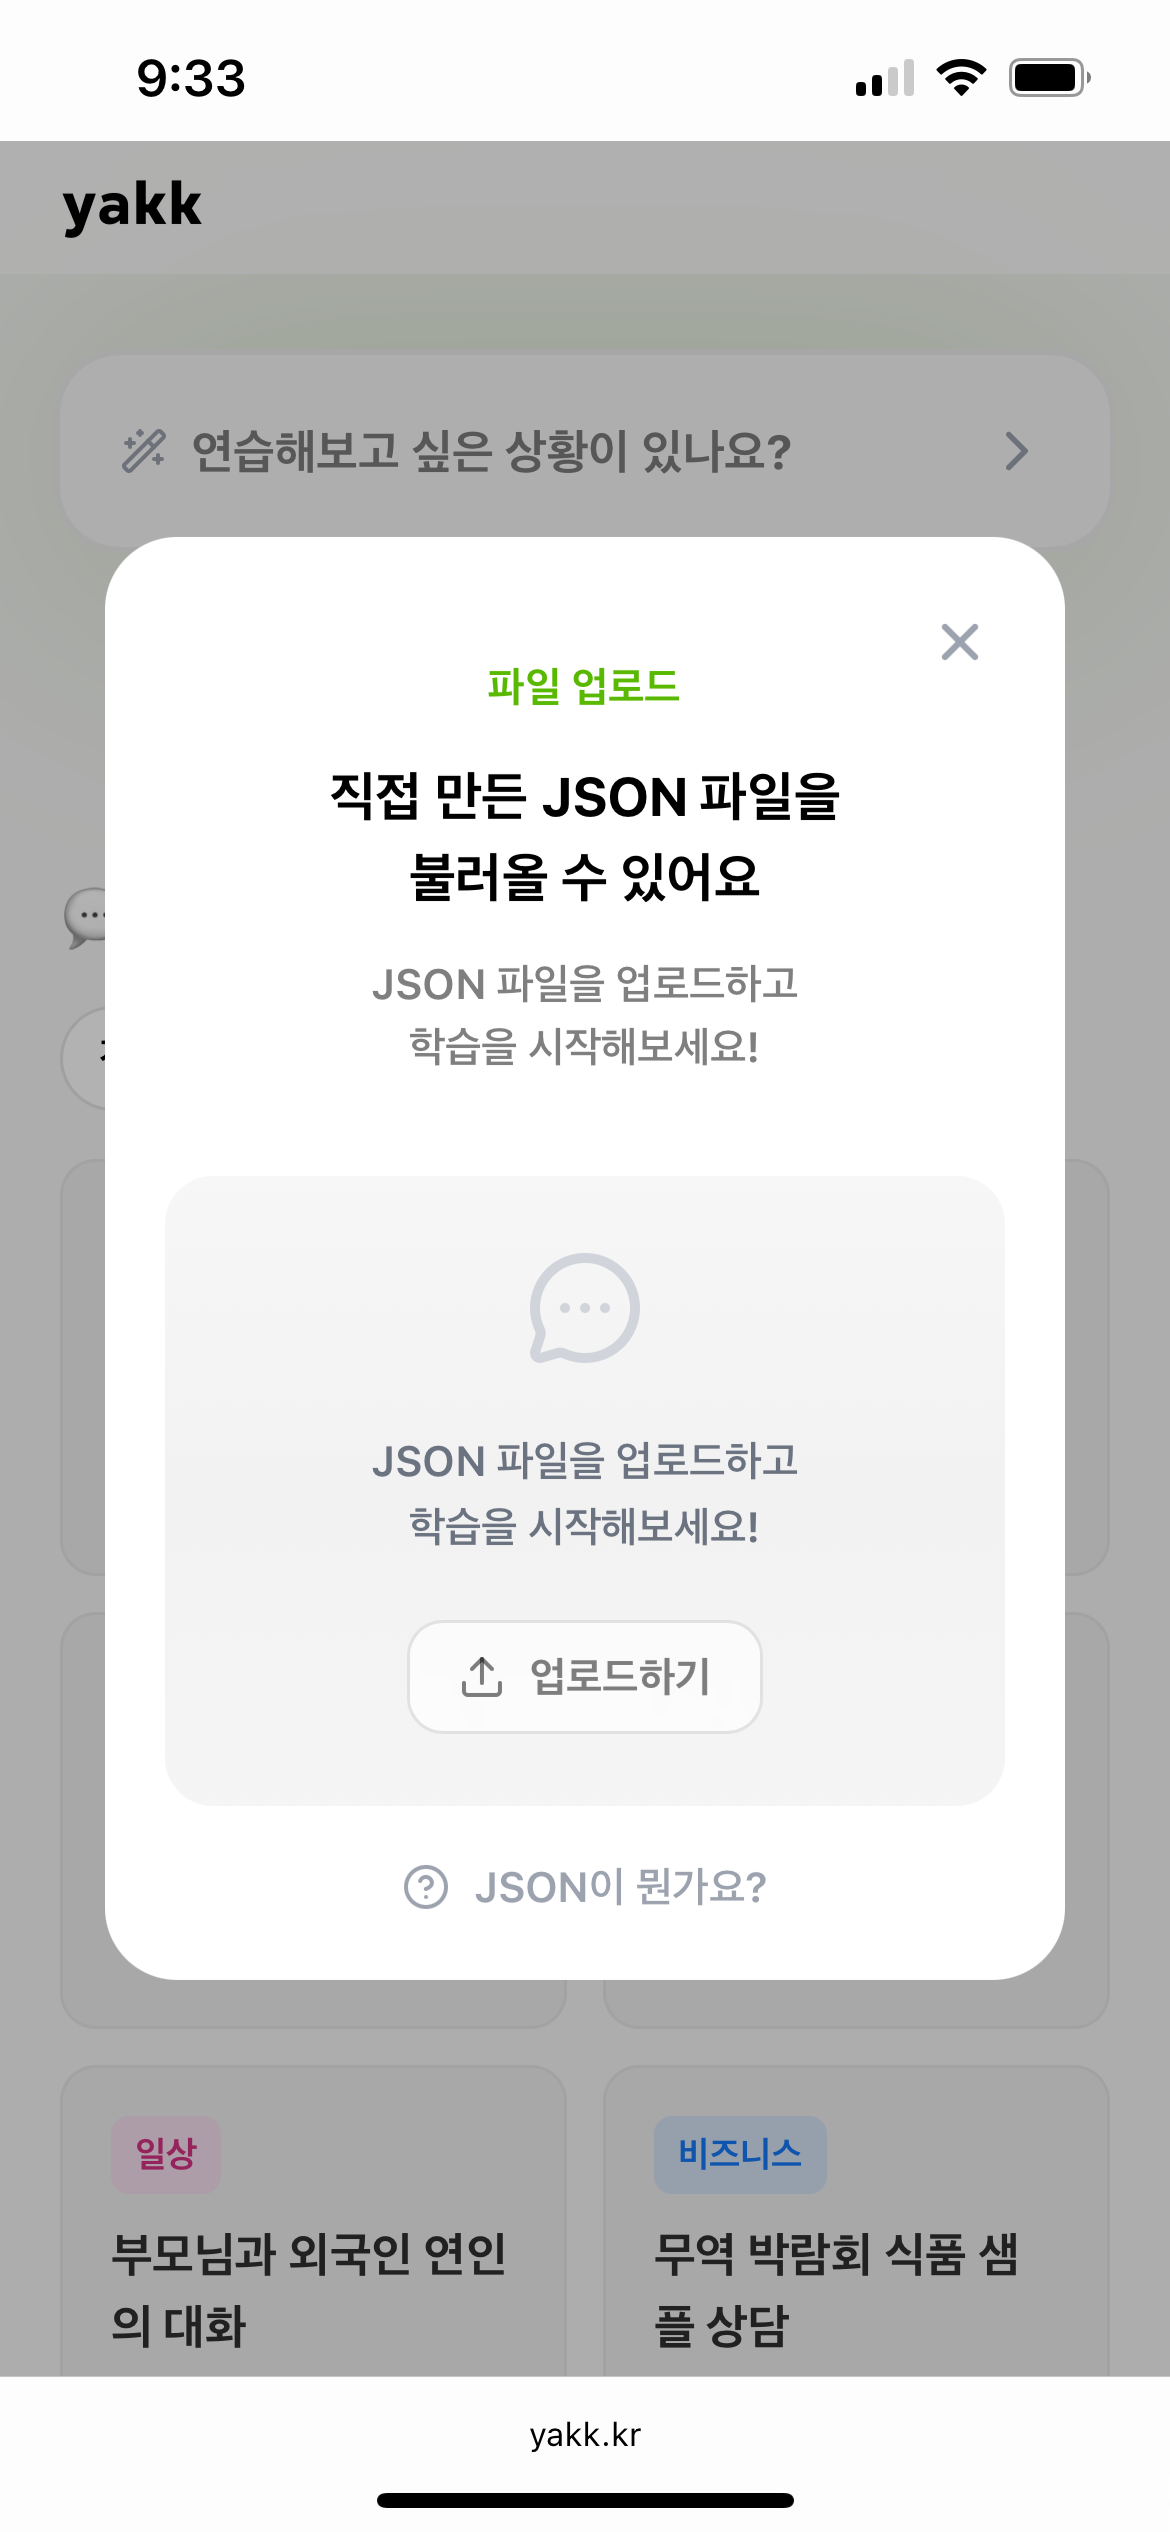 9:33
yakk
연습해보고 싶은 상황이 있나요?
파일 업로드
직접 만든 JSON 파일을
불러올 수 있어요
JSON 파일을 업로드하고
학습을 시작해보세요!
JSON 파일을 업로드하고
학습을 시작해보세요!
업로드하기
JSON이 뭔가요?
일상
부모님과 외국인 연인
의 대화
비즈니스
무역 박람회 식품 샘
플 상담
yakk.kr